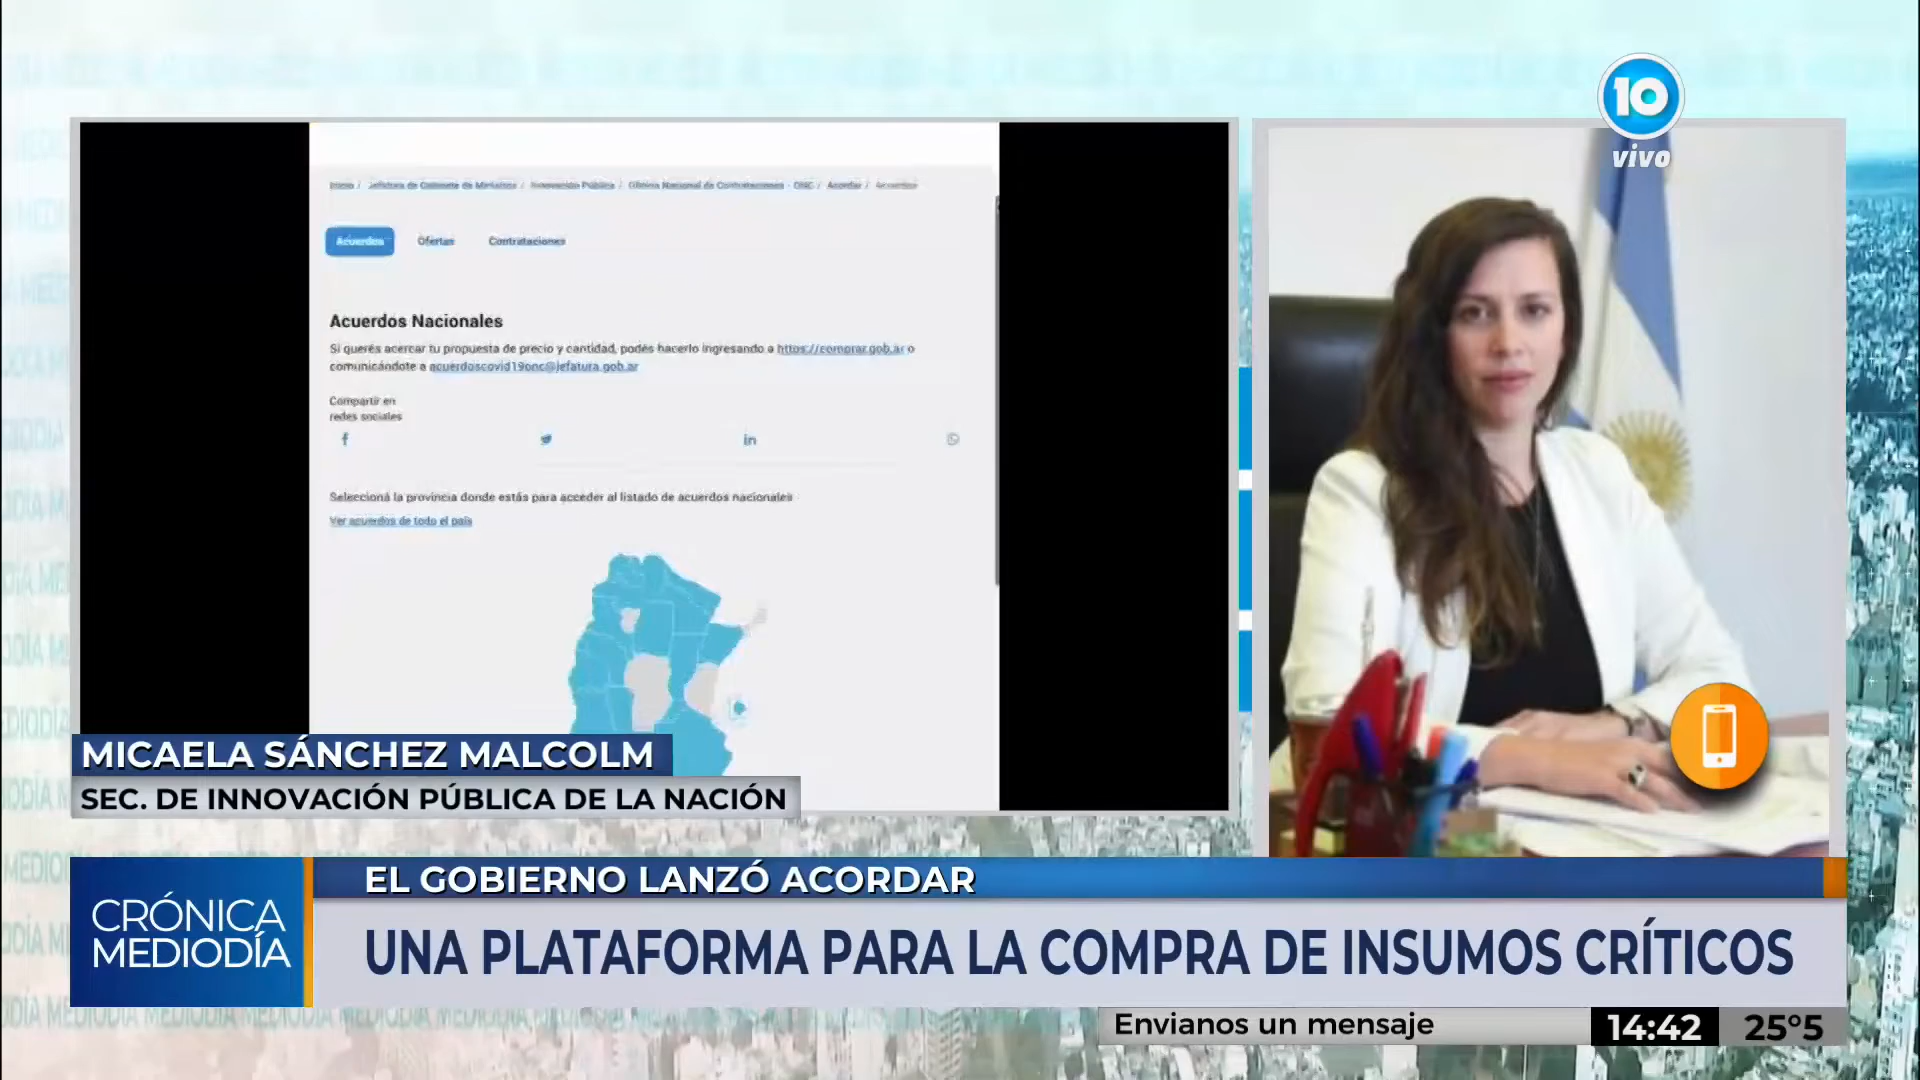 10
vivo
Inicio / Jefatura de Gabinete de Ministros / Innovación Pública / Oficina Nacional de Contrataciones - ONC / Acordar / Acuerdos
Acuerdos Ofertas Contrataciones
Acuerdos Nacionales
Si querés acercar tu propuesta de precio y cantidad, podés hacerlo ingresando a https://comprar.gob.ar o
comunicándote a acuerdoscovid19onc@jefatura.gob.ar
Compartir en
redes sociales
Seleccioná la provincia donde estás para acceder al listado de acuerdos nacionales
Ver acuerdos de todo el país
MICAELA SÁNCHEZ MALCOLM
SEC. DE INNOVACIÓN PÚBLICA DE LA NACIÓN
EL GOBIERNO LANZÓ ACORDAR
CRÓNICA
MEDIODÍA
UNA PLATAFORMA PARA LA COMPRA DE INSUMOS CRÍTICOS
Envianos un mensaje
14:42
25°5